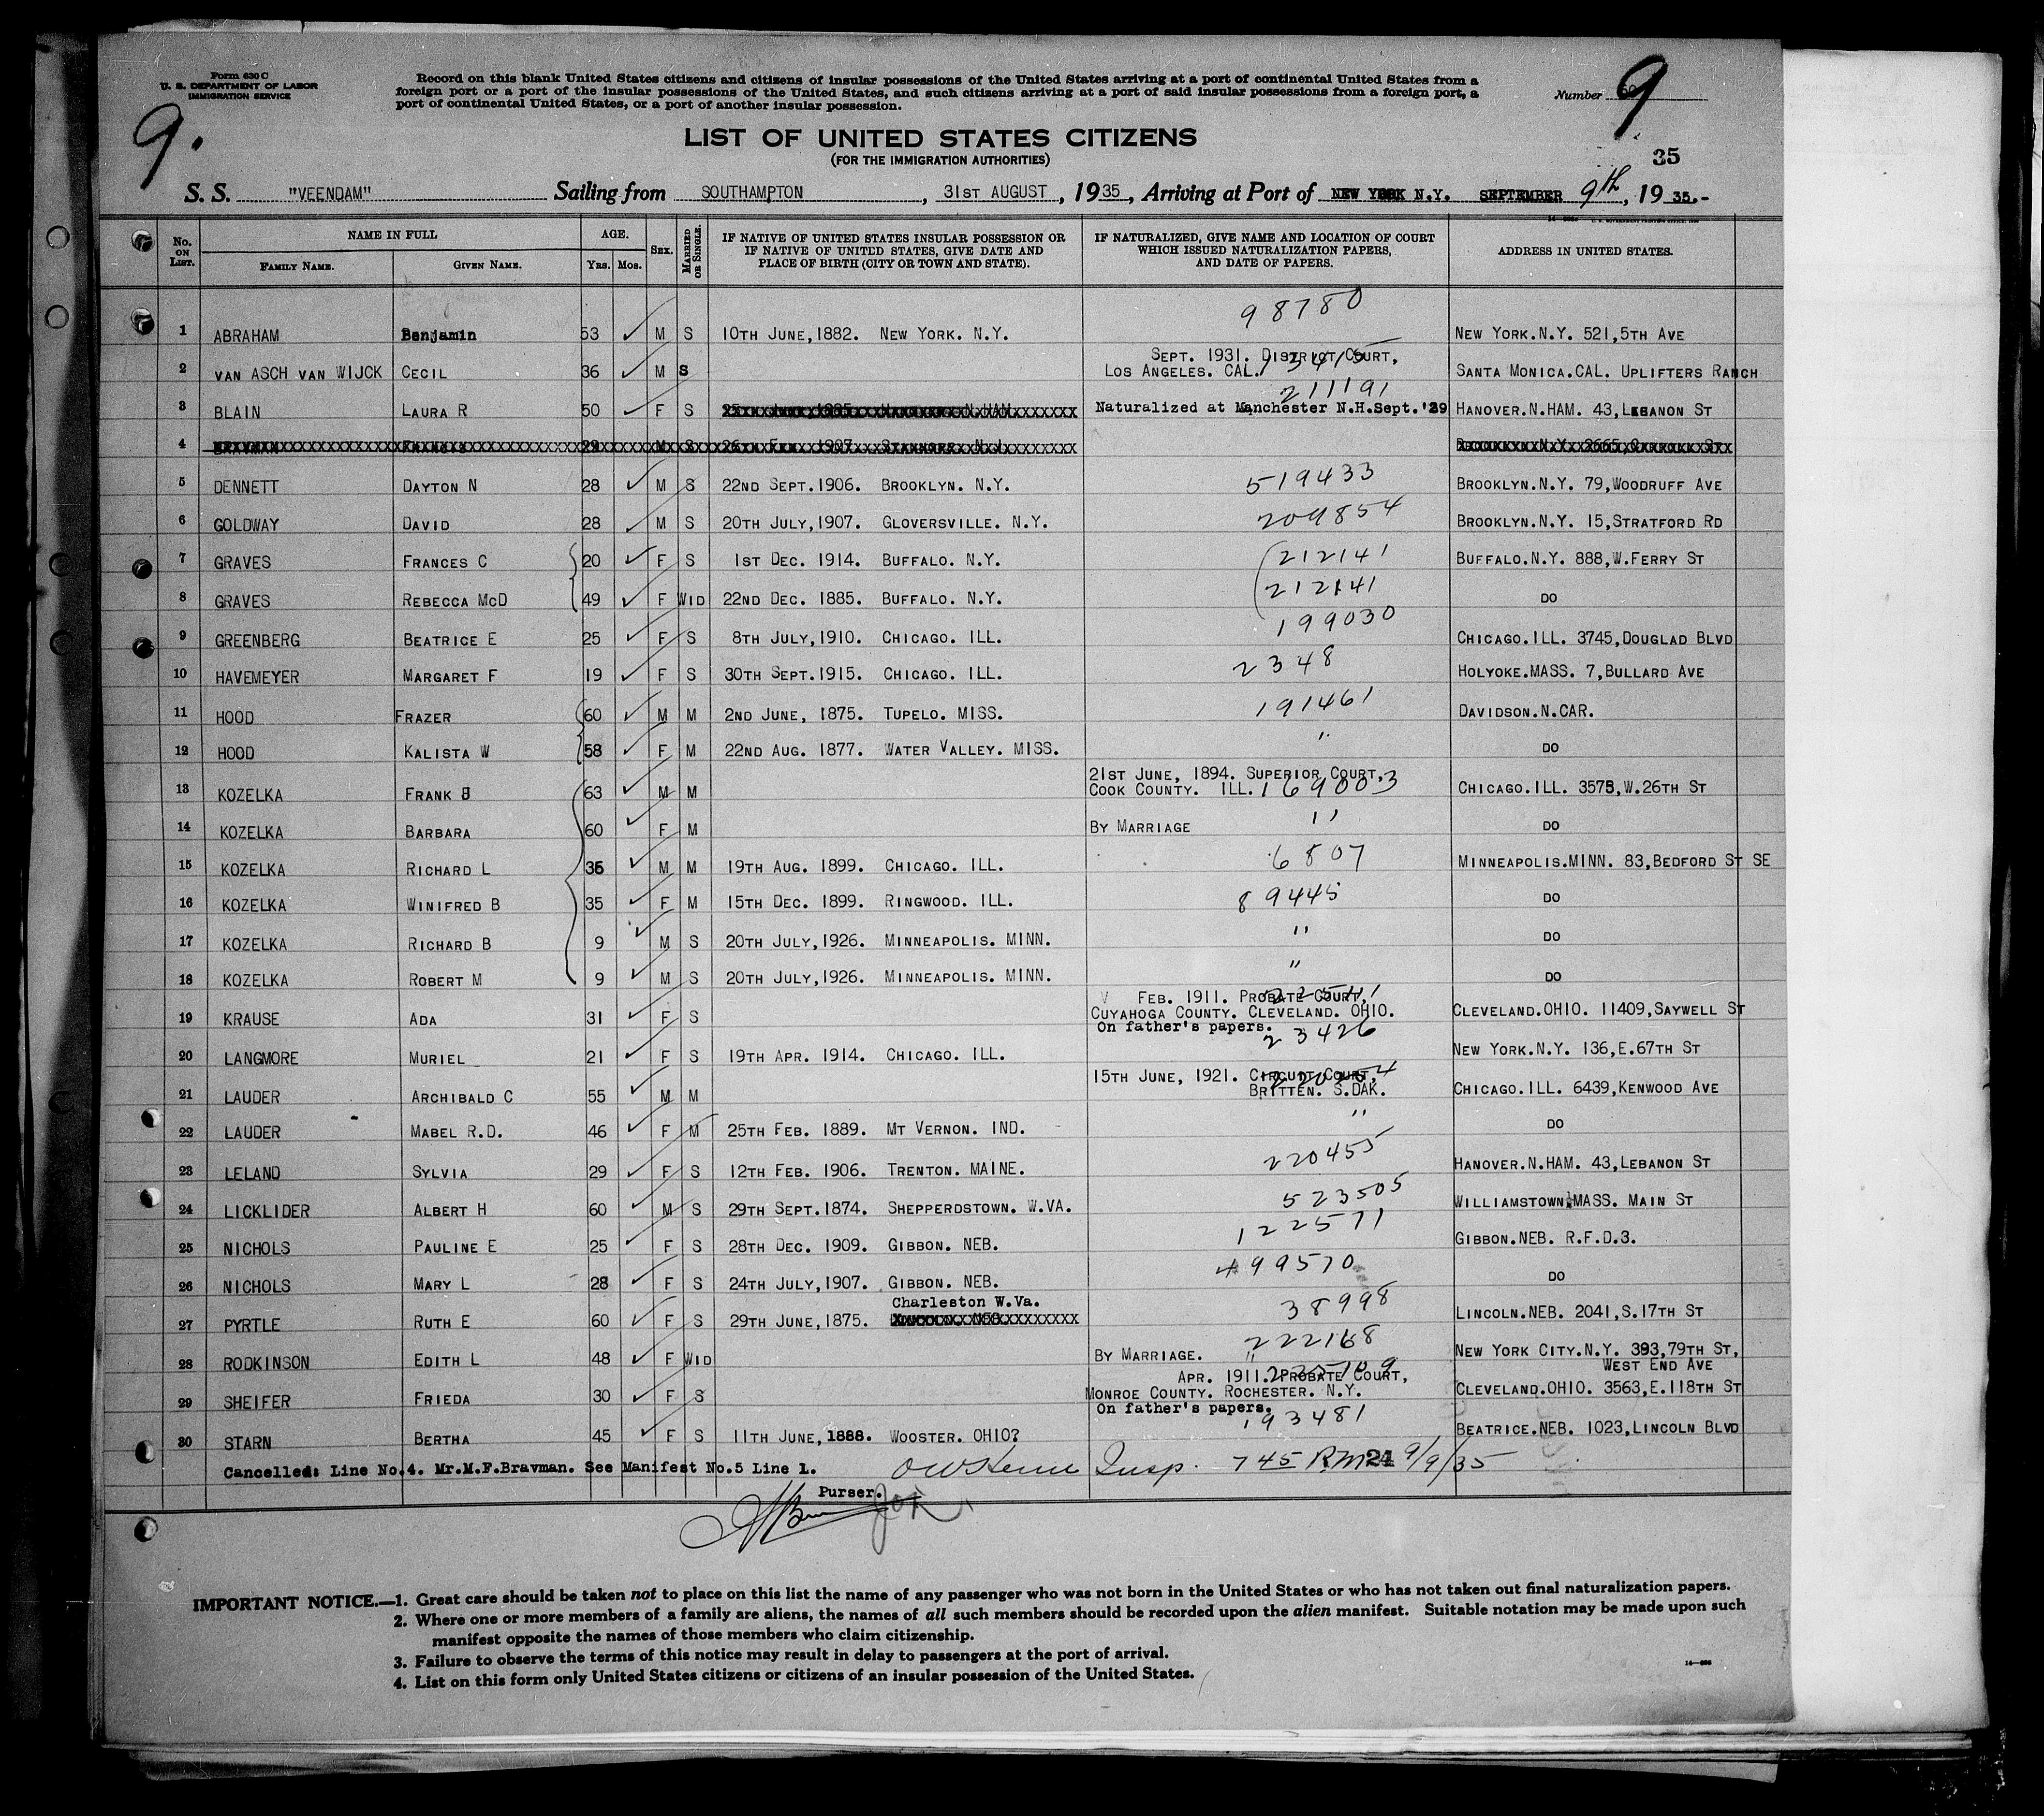 Form 630 C
U. S. DEPARTMENT OF LABOR
IMMIGRATION SERVICE
Record on this blank United States citizens and citizens of insular possessions of the United States arriving at a port of continental United States from a
foreign port or a port of the insular possessions of the United States, and such citizens arriving at a port of said insular possessions from a foreign port, a
port of continental United States, or a port of another insular possession.
Number 9
9.
LIST OF UNITED STATES CITIZENS
(FOR THE IMMIGRATION AUTHORITIES)
35
S. S. "VEENDAM" Sailing from SOUTHAMPTON, 31ST AUGUST, 1935, Arriving at Port of NEW YORK N.Y. SEPTEMBER 9th, 1935.-
No. ON LIST. NAME IN FULL FAMILY NAME. GIVEN NAME. AGE. YRS. MOS. SEX. MARRIED OR SINGLE. IF NATIVE OF UNITED STATES INSULAR POSSESSION OR IF NATIVE OF UNITED STATES, GIVE DATE AND PLACE OF BIRTH (CITY OR TOWN AND STATE). IF NATURALIZED, GIVE NAME AND LOCATION OF COURT WHICH ISSUED NATURALIZATION PAPERS, AND DATE OF PAPERS. ADDRESS IN UNITED STATES.
1 ABRAHAM Benjamin 53 M S 10TH JUNE, 1882. NEW YORK. N.Y. 98780 NEW YORK.N.Y. 521,5TH AVE
2 VAN ASCH VAN WIJCK CECIL 36 M S SEPT. 1931. DISTRICT COURT, LOS ANGELES. CAL. SANTA MONICA.CAL. UPLIFTERS RANCH
3 BLAIN LAURA R 50 F S 211191 Naturalized at Manchester N.H.Sept.'29 HANOVER.N.HAM. 43,LEBANON ST
4 BRAVMAN FRANCIS 29 M S 26TH FEB. 1907. N.J. BROOKLYN.N.Y. 2665,
5 DENNETT DAYTON N 28 M S 22ND SEPT.1906. BROOKLYN. N.Y. 519433 BROOKLYN.N.Y. 79,WOODRUFF AVE
6 GOLDWAY DAVID 28 M S 20TH JULY,1907. GLOVERSVILLE. N.Y. 209854 BROOKLYN.N.Y. 15,STRATFORD RD
7 GRAVES FRANCES C 20 F S 1ST DEC. 1914. BUFFALO. N.Y. 212141 BUFFALO.N.Y. 888,W.FERRY ST
8 GRAVES REBECCA McD 49 F WID 22ND DEC. 1885. BUFFALO. N.Y. 212141 DO
9 GREENBERG BEATRICE E 25 F S 8TH JULY,1910. CHICAGO. ILL. 199030 CHICAGO.ILL. 3745,DOUGLAD BLVD
10 HAVEMEYER MARGARET F 19 F S 30TH SEPT.1915. CHICAGO. ILL. 2348 HOLYOKE.MASS. 7,BULLARD AVE
11 HOOD FRAZER 60 M M 2ND JUNE, 1875. TUPELO. MISS. 191461 DAVIDSON.N.CAR.
12 HOOD KALISTA W 58 F M 22ND AUG. 1877. WATER VALLEY. MISS. " DO
13 KOZELKA FRANK J 63 M M 21ST JUNE, 1894. SUPERIOR COURT, COOK COUNTY. ILL. 169003 CHICAGO.ILL. 3575,W.26TH ST
14 KOZELKA BARBARA 60 F M BY MARRIAGE " DO
15 KOZELKA RICHARD L 36 M M 19TH AUG. 1899. CHICAGO. ILL. 6807 MINNEAPOLIS.MINN. 83,BEDFORD ST SE
16 KOZELKA WINIFRED B 35 F M 15TH DEC. 1899. RINGWOOD. ILL. 89445 DO
17 KOZELKA RICHARD B 9 M S 20TH JULY,1926. MINNEAPOLIS. MINN. " DO
18 KOZELKA ROBERT M 9 M S 20TH JULY,1926. MINNEAPOLIS. MINN. " DO
19 KRAUSE ADA 31 F S FEB. 1911. PROBATE COURT, CUYAHOGA COUNTY. CLEVELAND. OHIO. On father's papers. CLEVELAND.OHIO. 11409,SAYWELL ST
20 LANGMORE MURIEL 21 F S 19TH APR. 1914. CHICAGO. ILL. 23426 NEW YORK.N.Y. 136,E.67TH ST
21 LAUDER ARCHIBALD C 55 M M 15TH JUNE, 1921. CIRCUIT COURT, BRITTEN. S.DAK. CHICAGO.ILL. 6439,KENWOOD AVE
22 LAUDER MABEL R.D. 46 F M 25TH FEB. 1889. MT VERNON. IND. " DO
23 LELAND SYLVIA 29 F S 12TH FEB. 1906. TRENTON. MAINE. 220455 HANOVER.N.HAM. 43,LEBANON ST
24 LICKLIDER ALBERT H 60 M S 29TH SEPT.1874. SHEPPERDSTOWN. W.VA. 523505 WILLIAMSTOWN.MASS. MAIN ST
25 NICHOLS PAULINE E 25 F S 28TH DEC. 1909. GIBBON. NEB. 122571 GIBBON.NEB. R.F.D.3.
26 NICHOLS MARY L 28 F S 24TH JULY,1907. GIBBON. NEB. 499570 DO
27 PYRTLE RUTH E 60 F S 29TH JUNE,1875. Charleston W.Va. 38998 LINCOLN.NEB. 2041,S.17TH ST
28 RODKINSON EDITH L 48 F WID BY MARRIAGE. 222168 NEW YORK CITY.N.Y. 393,79TH ST, WEST END AVE
29 SHEIFER FRIEDA 30 F S APR. 1911. PROBATE COURT, MONROE COUNTY. ROCHESTER. N.Y. On father's papers. CLEVELAND.OHIO. 3563,E.118TH ST
30 STARN BERTHA 45 F S 11TH JUNE, 1888. WOOSTER. OHIO? 193481 BEATRICE.NEB. 1023,LINCOLN BLVD
Cancelled: Line No.4. Mr.M.F.Bravman. See Manifest No.5 Line 1. Insp. 745 9/9/35
Purser.
IMPORTANT NOTICE.—1. Great care should be taken not to place on this list the name of any passenger who was not born in the United States or who has not taken out final naturalization papers.
2. Where one or more members of a family are aliens, the names of all such members should be recorded upon the alien manifest. Suitable notation may be made upon such
manifest opposite the names of those members who claim citizenship.
3. Failure to observe the terms of this notice may result in delay to passengers at the port of arrival.
4. List on this form only United States citizens or citizens of an insular possession of the United States.